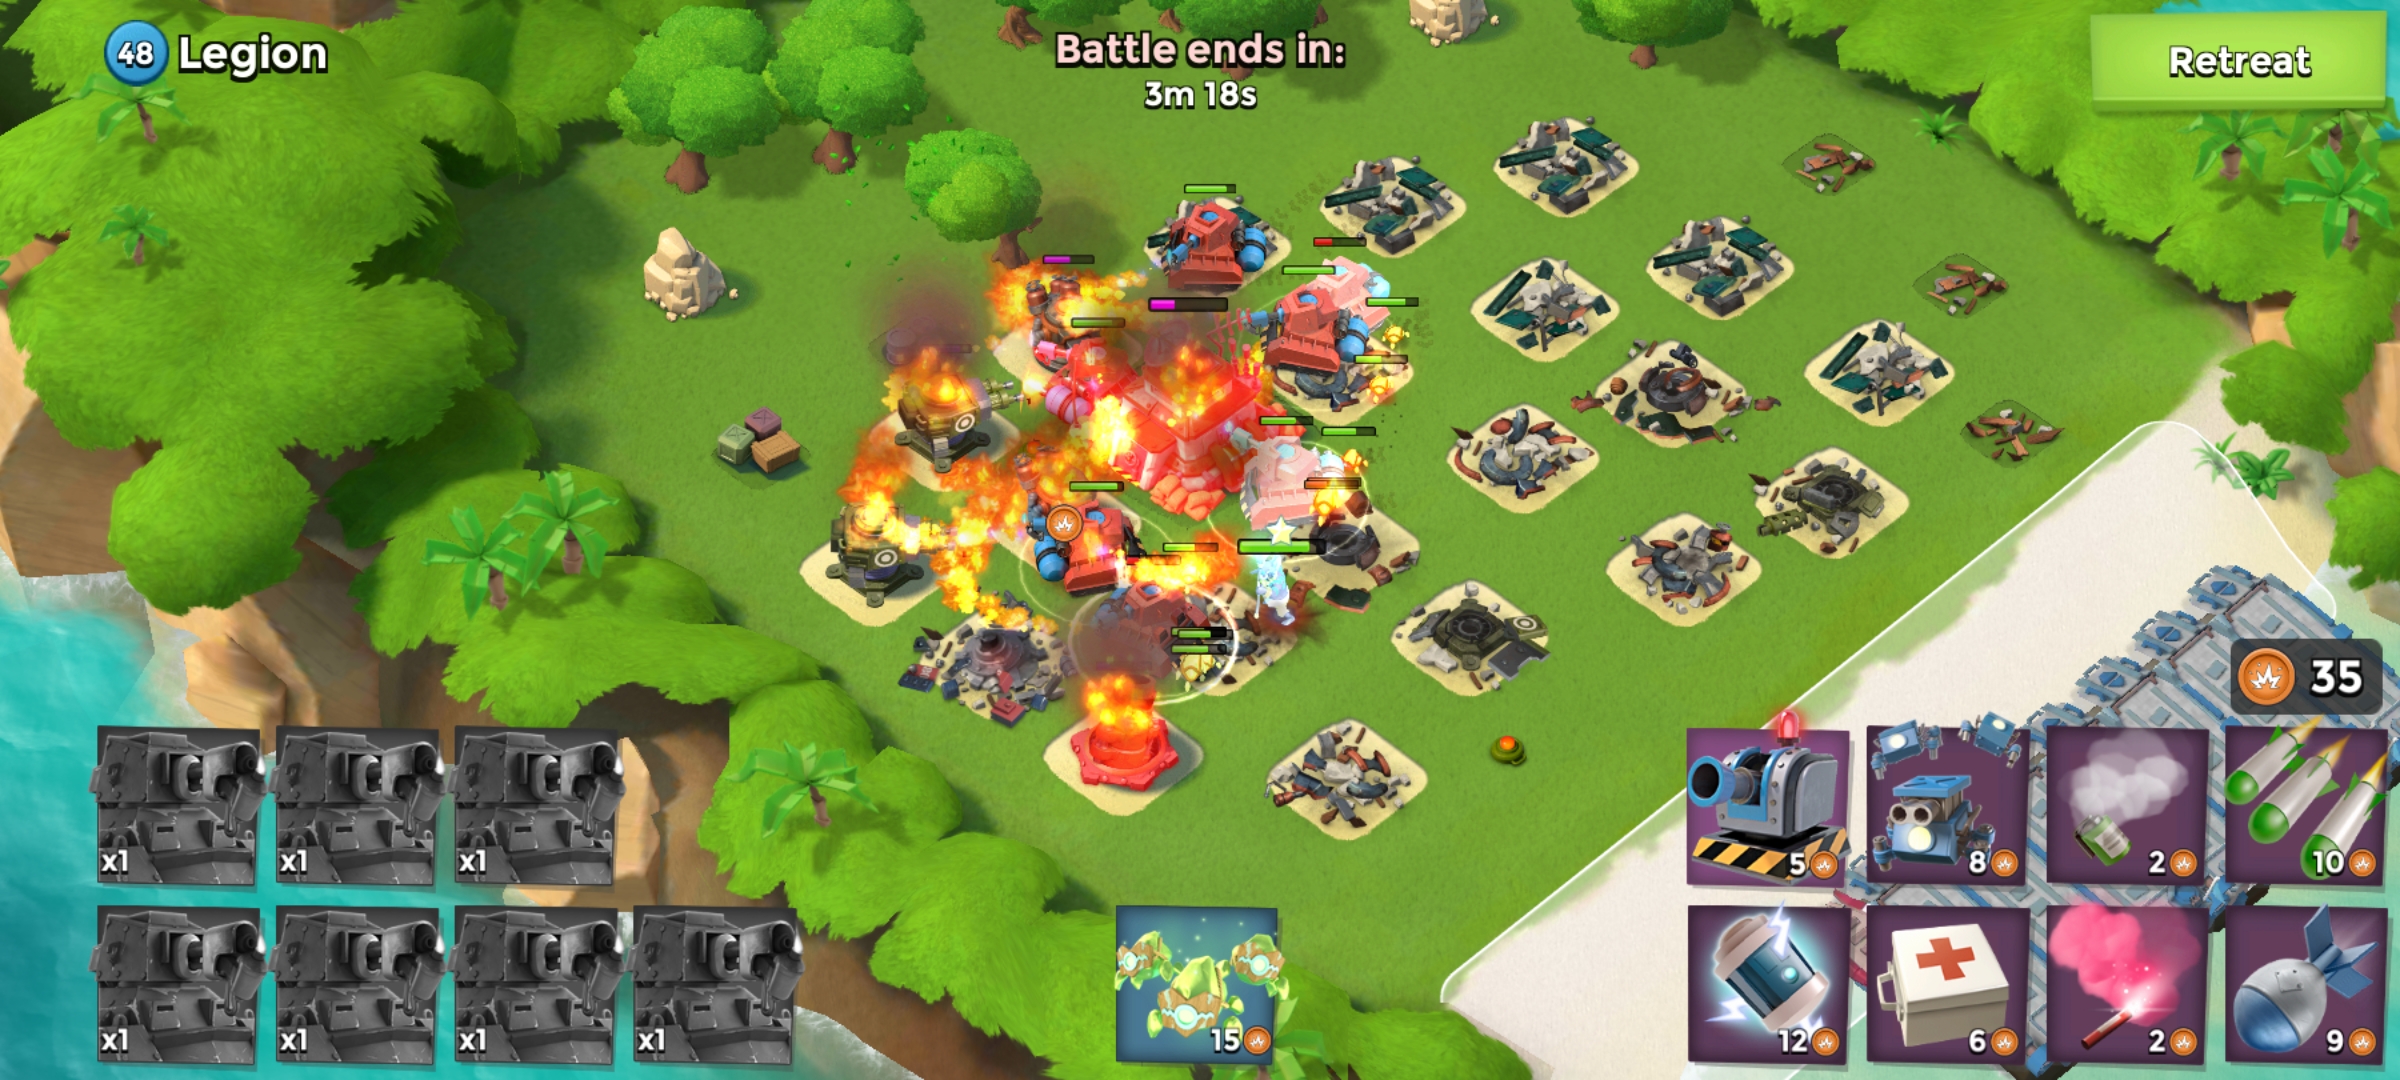 48 Legion
Battle ends in:
3m 18s
Retreat
35
x1 x1 x1
5 8 2 10
x1 x1 x1 x1
15
12 6 2 9